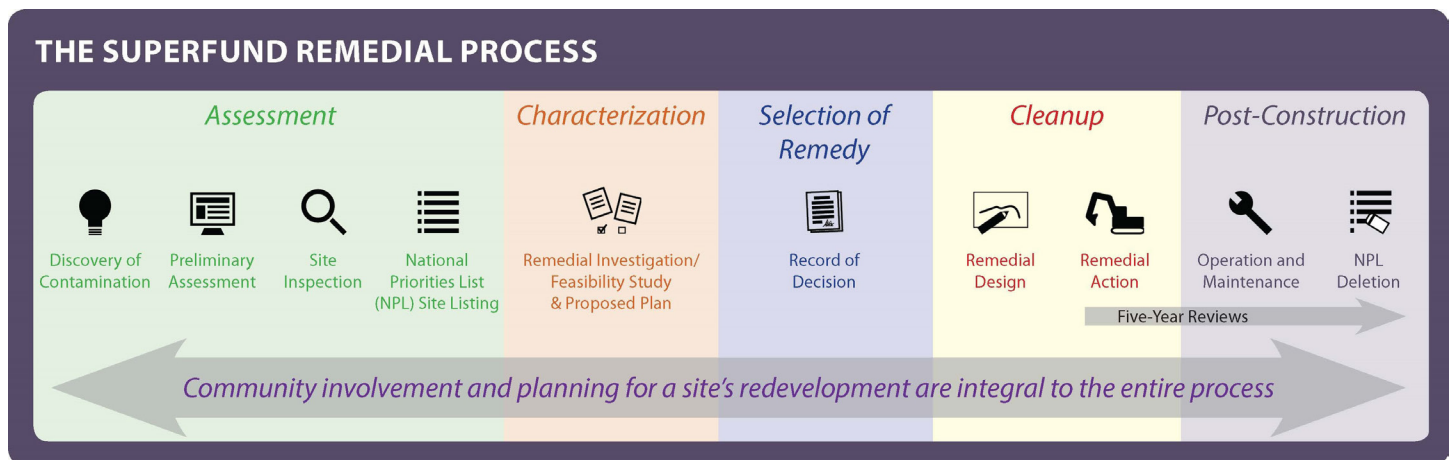 THE SUPERFUND REMEDIAL PROCESS
Assessment
Discovery of
Contamination
Preliminary
Assessment
Site
Inspection
National
Priorities List
(NPL) Site Listing
Characterization
Remedial Investigation/
Feasibility Study
& Proposed Plan
Selection of
Remedy
Record of
Decision
Cleanup
Remedial
Design
Remedial
Action
Post-Construction
Operation and
Maintenance
NPL
Deletion
Five-Year Reviews
Community involvement and planning for a site's redevelopment are integral to the entire process